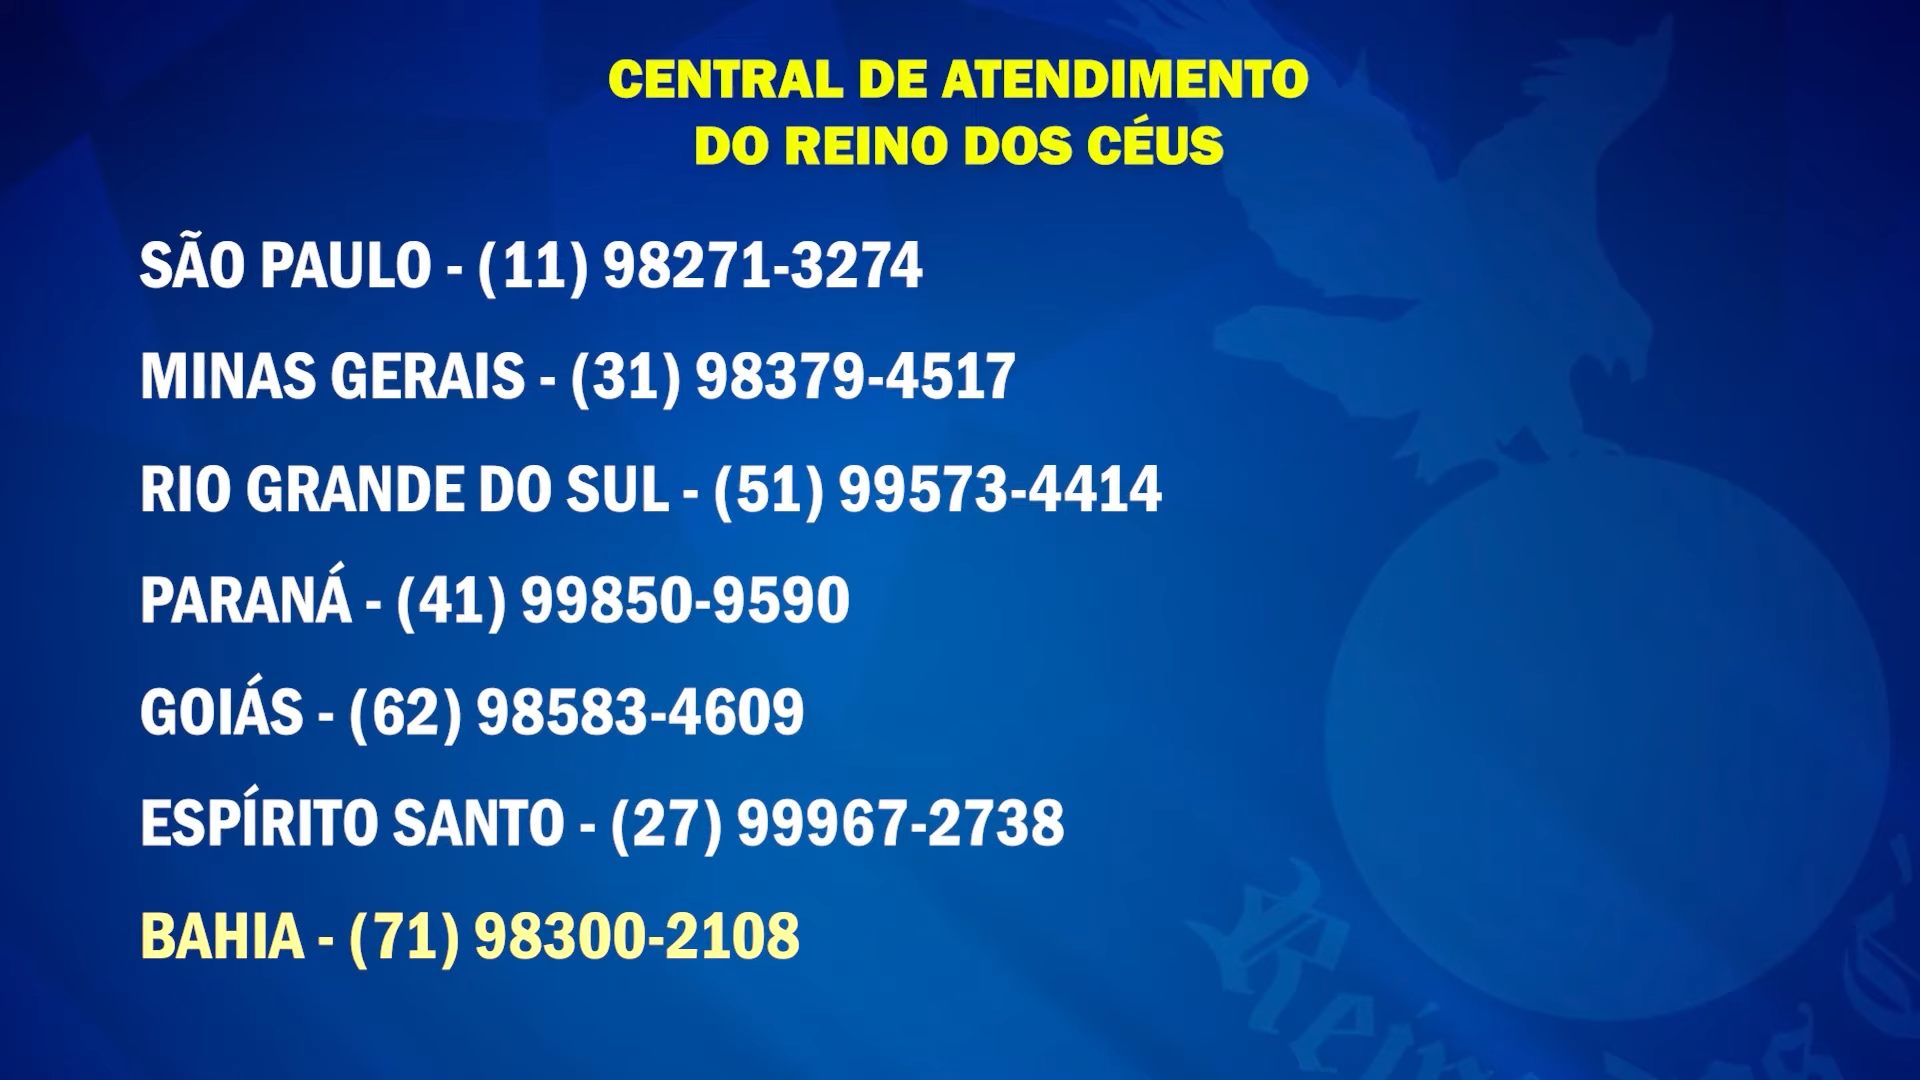 CENTRAL DE ATENDIMENTO
DO REINO DOS CÉUS
SÃO PAULO - (11) 98271-3274
MINAS GERAIS - (31) 98379-4517
RIO GRANDE DO SUL - (51) 99573-4414
PARANÁ - (41) 99850-9590
GOIÁS - (62) 98583-4609
ESPÍRITO SANTO - (27) 99967-2738
BAHIA - (71) 98300-2108